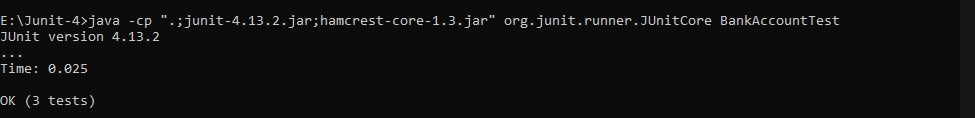 E:\Junit-4>java -cp ".;junit-4.13.2.jar;hamcrest-core-1.3.jar" org.junit.runner.JUnitCore BankAccountTest
JUnit version 4.13.2
...
Time: 0.025
OK (3 tests)